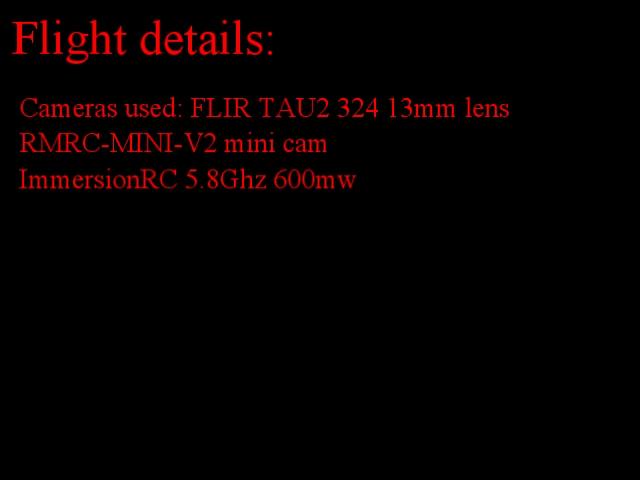 Flight details:
Cameras used: FLIR TAU2 324 13mm lens
RMRC-MINI-V2 mini cam
ImmersionRC 5.8Ghz 600mw